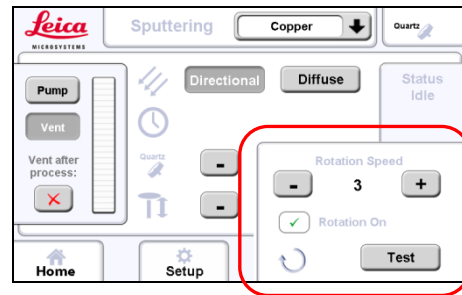 Leica
MICROSYSTEMS
Sputtering
Copper
Quartz
Pump
Vent
Vent after
process:
Directional
Diffuse
Status
Idle
Quartz
-
-
Rotation Speed
- 3 +
Rotation On
Test
Home
Setup